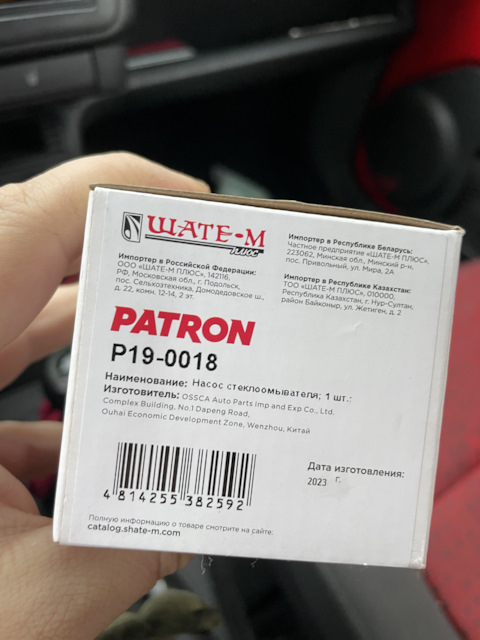 ШАТЕ-М
ПЛЮС
Импортер в Российской Федерации:
ООО «ШАТЕ-М ПЛЮС», 142116,
РФ, Московская обл., г. Подольск,
пос. Сельхозтехника, Домодедовское ш.,
д. 22, комн. 12-14, 2 эт.
Импортер в Республике Беларусь:
Частное предприятие «ШАТЕ-М ПЛЮС»,
223062, Минская обл., Минский р-н,
пос. Привольный, ул. Мира, 2А
Импортер в Республике Казахстан:
ТОО «ШАТЕ-М ПЛЮС», 010000,
Республика Казахстан, г. Нур-Султан,
район Байконыр, ул. Жетиген, д. 2
PATRON
P19-0018
Наименование: Насос стеклоомывателя; 1 шт.:
Изготовитель: OSSCA Auto Parts Imp and Exp Co., Ltd.
Complex Building, No.1 Dapeng Road,
Ouhai Economic Development Zone, Wenzhou, Китай
4 814255 382592
Дата изготовления:
2023 г.
Полную информацию о товаре смотрите на сайте:
catalog.shate-m.com